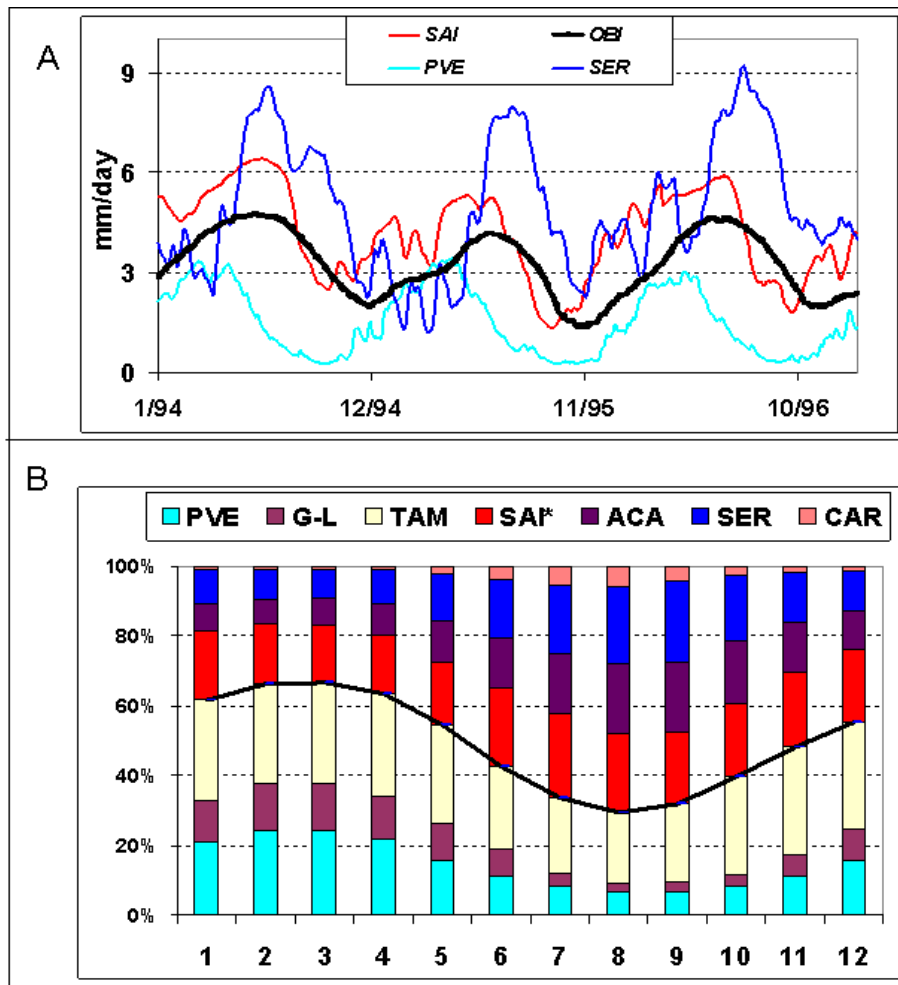 A
SAI OBI
PVE SER
9
6
3
0
mm/day
1/94 12/94 11/95 10/96
B
PVE G-L TAM SAI* ACA SER CAR
100%
80%
60%
40%
20%
0%
1 2 3 4 5 6 7 8 9 10 11 12